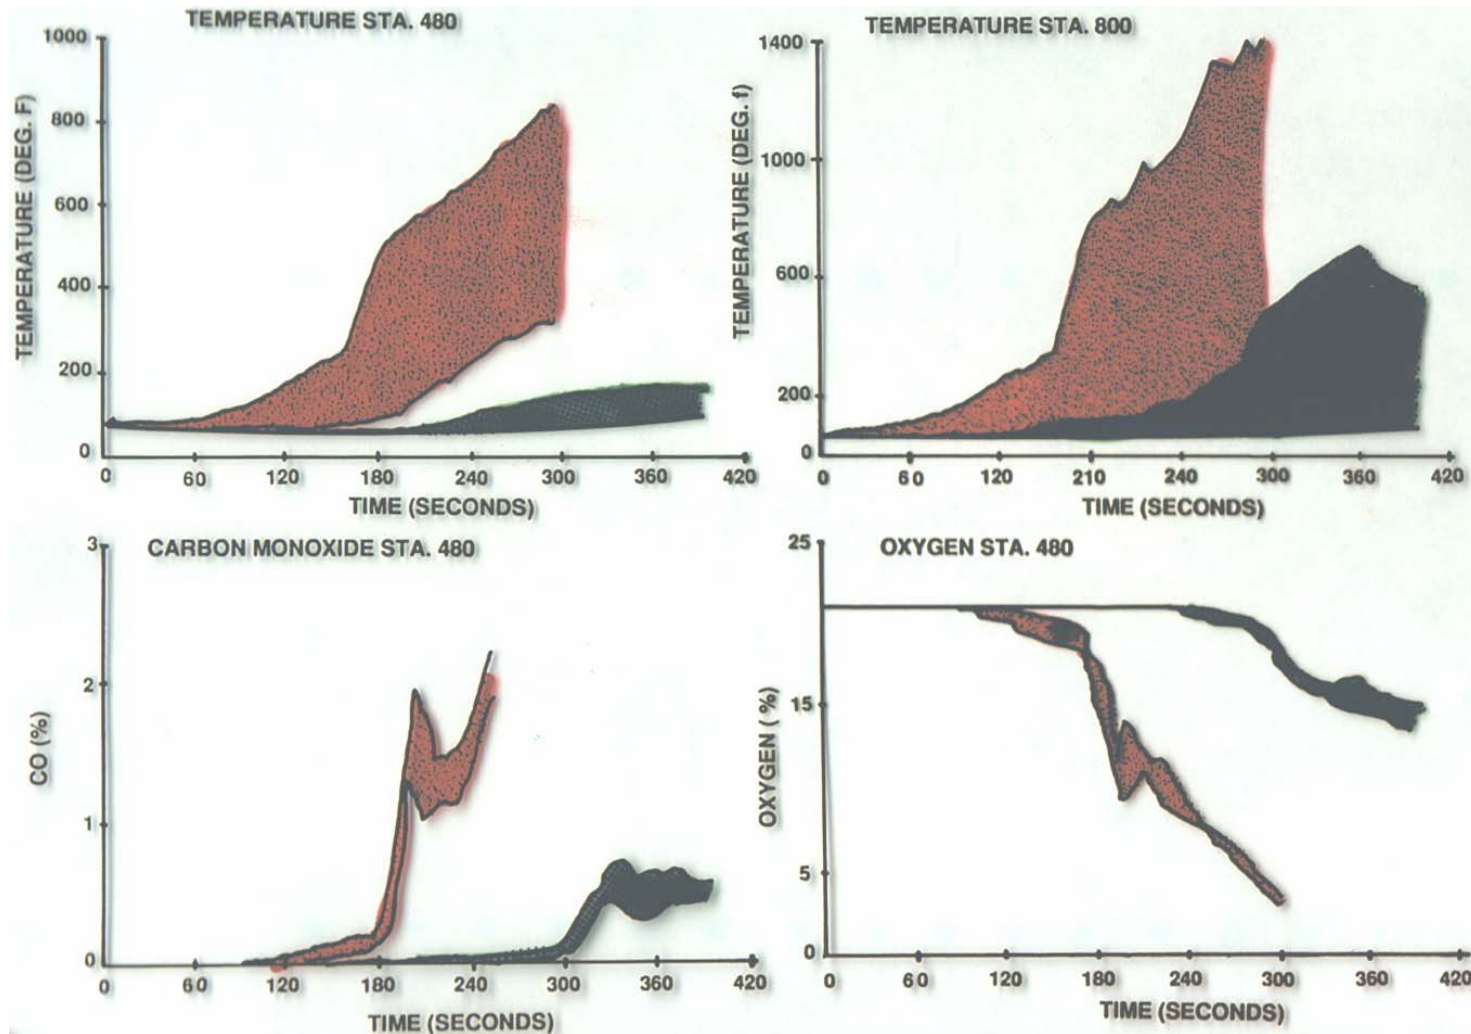 TEMPERATURE STA. 480
1000
800
600
400
200
0
TEMPERATURE (DEG. F)
0 60 120 180 240 300 360 420
TIME (SECONDS)
TEMPERATURE STA. 800
1400
1000
600
200
0
TEMPERATURE (DEG. f)
0 60 120 210 240 300 360 420
TIME (SECONDS)
CARBON MONOXIDE STA. 480
3
2
1
0
CO (%)
0 60 120 180 240 300 360 420
TIME (SECONDS)
OXYGEN STA. 480
25
15
5
0
OXYGEN ( %)
0 60 120 180 240 300 360 420
TIME (SECONDS)